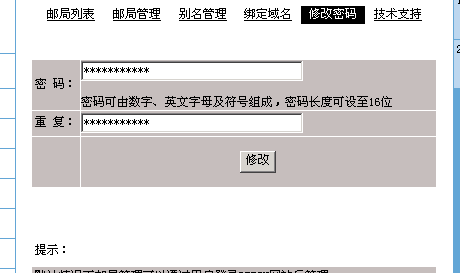 邮局列表 邮局管理 别名管理 绑定域名 修改密码 技术支持
密 码： ***********
密码可由数字、英文字母及符号组成，密码长度可设至16位
重 复： ***********
修改
提示：